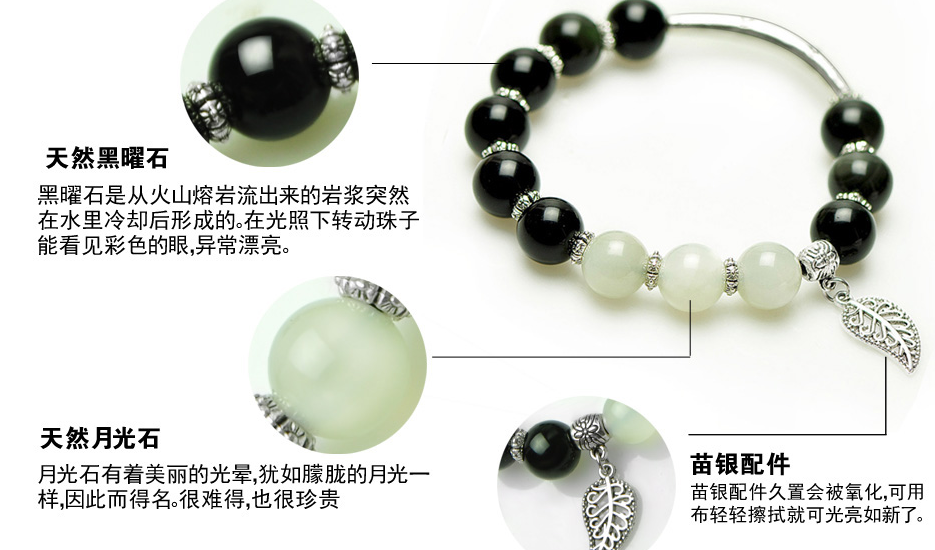 天然黑曜石
黑曜石是从火山熔岩流出来的岩浆突然
在水里冷却后形成的。在光照下转动珠子
能看见彩色的眼,异常漂亮。
天然月光石
月光石有着美丽的光晕,犹如朦胧的月光一
样,因此而得名。很难得,也很珍贵
苗银配件
苗银配件久置会被氧化,可用
布轻轻擦拭就可光亮如新了。